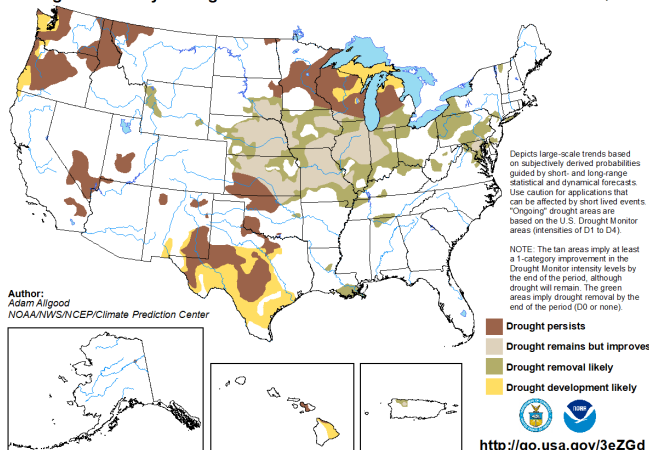 Depicts large-scale trends based
on subjectively derived probabilities
guided by short- and long-range
statistical and dynamical forecasts.
Use caution for applications that
can be affected by short lived events.
"Ongoing" drought areas are
based on the U.S. Drought Monitor
areas (intensities of D1 to D4).
NOTE: The tan areas imply at least
a 1-category improvement in
the Drought Monitor intensity levels by
the end of the period, although
drought will remain. The green
areas imply drought removal by the
end of the period (D0 or none).
Author:
Adam Allgood
NOAA/NWS/NCEP/Climate Prediction Center
Drought persists
Drought remains but improves
Drought removal likely
Drought development likely
NOAA
http://go.usa.gov/3eZGd